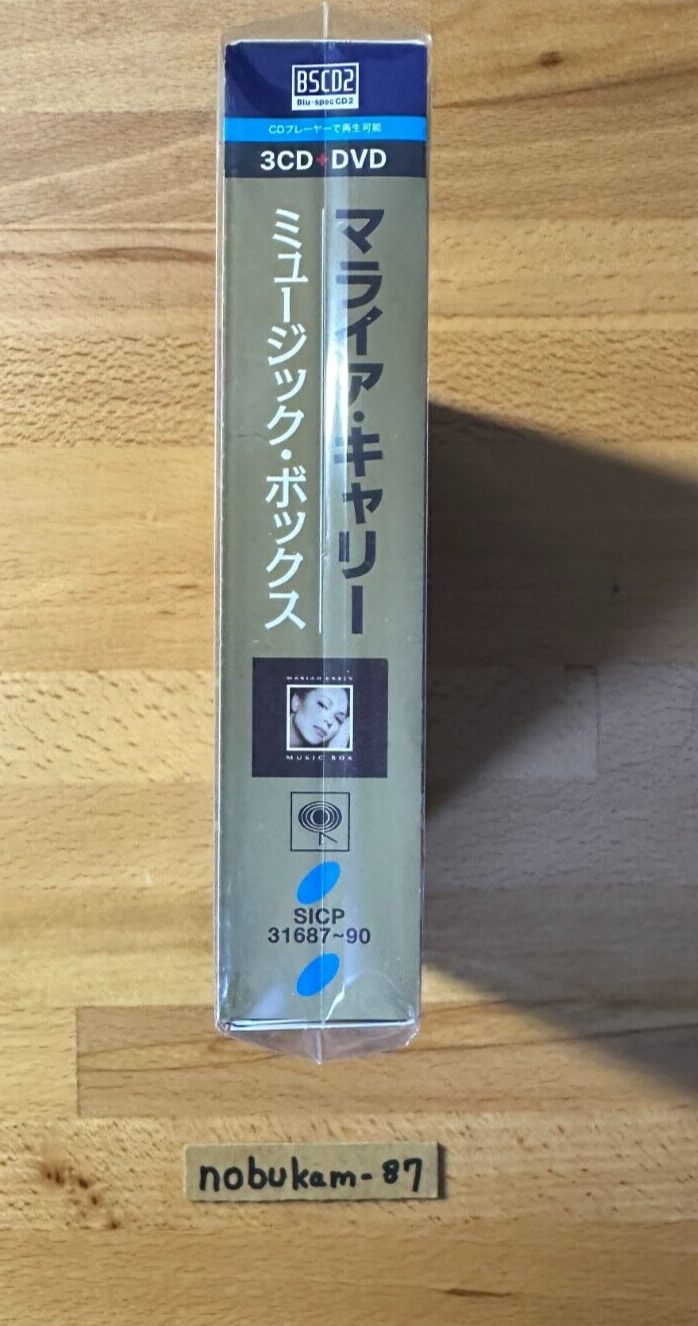 BSCD2
Blu-spec CD2
CDプレーヤーで再生可能
3CD+DVD
マライア・キャリー
ミュージック・ボックス
MARIAH CAREY
MUSIC BOX
SICP
31687~90
nobukam-87